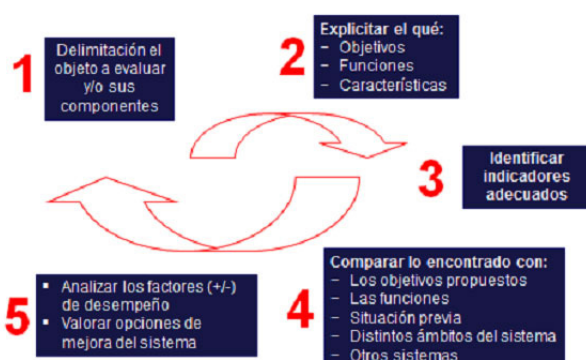 1
Delimitación el
objeto a evaluar
y/o sus
componentes
2
Explicitar el qué:
– Objetivos
– Funciones
– Características
3
Identificar
indicadores
adecuados
4
Comparar lo encontrado con:
– Los objetivos propuestos
– Las funciones
– Situación previa
– Distintos ámbitos del sistema
– Otros sistemas
5
▪ Analizar los factores (+/-)
de desempeño
▪ Valorar opciones de
mejora del sistema